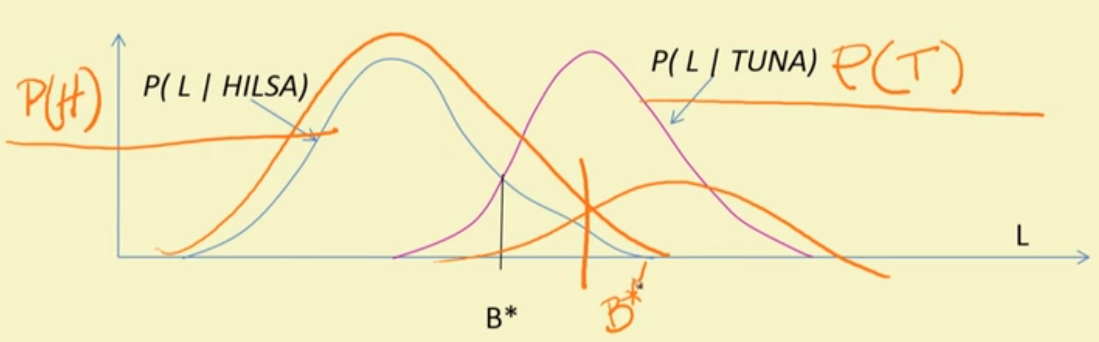 P(H) P( L | HILSA)
P( L | TUNA) P(T)
L
B*
B*'